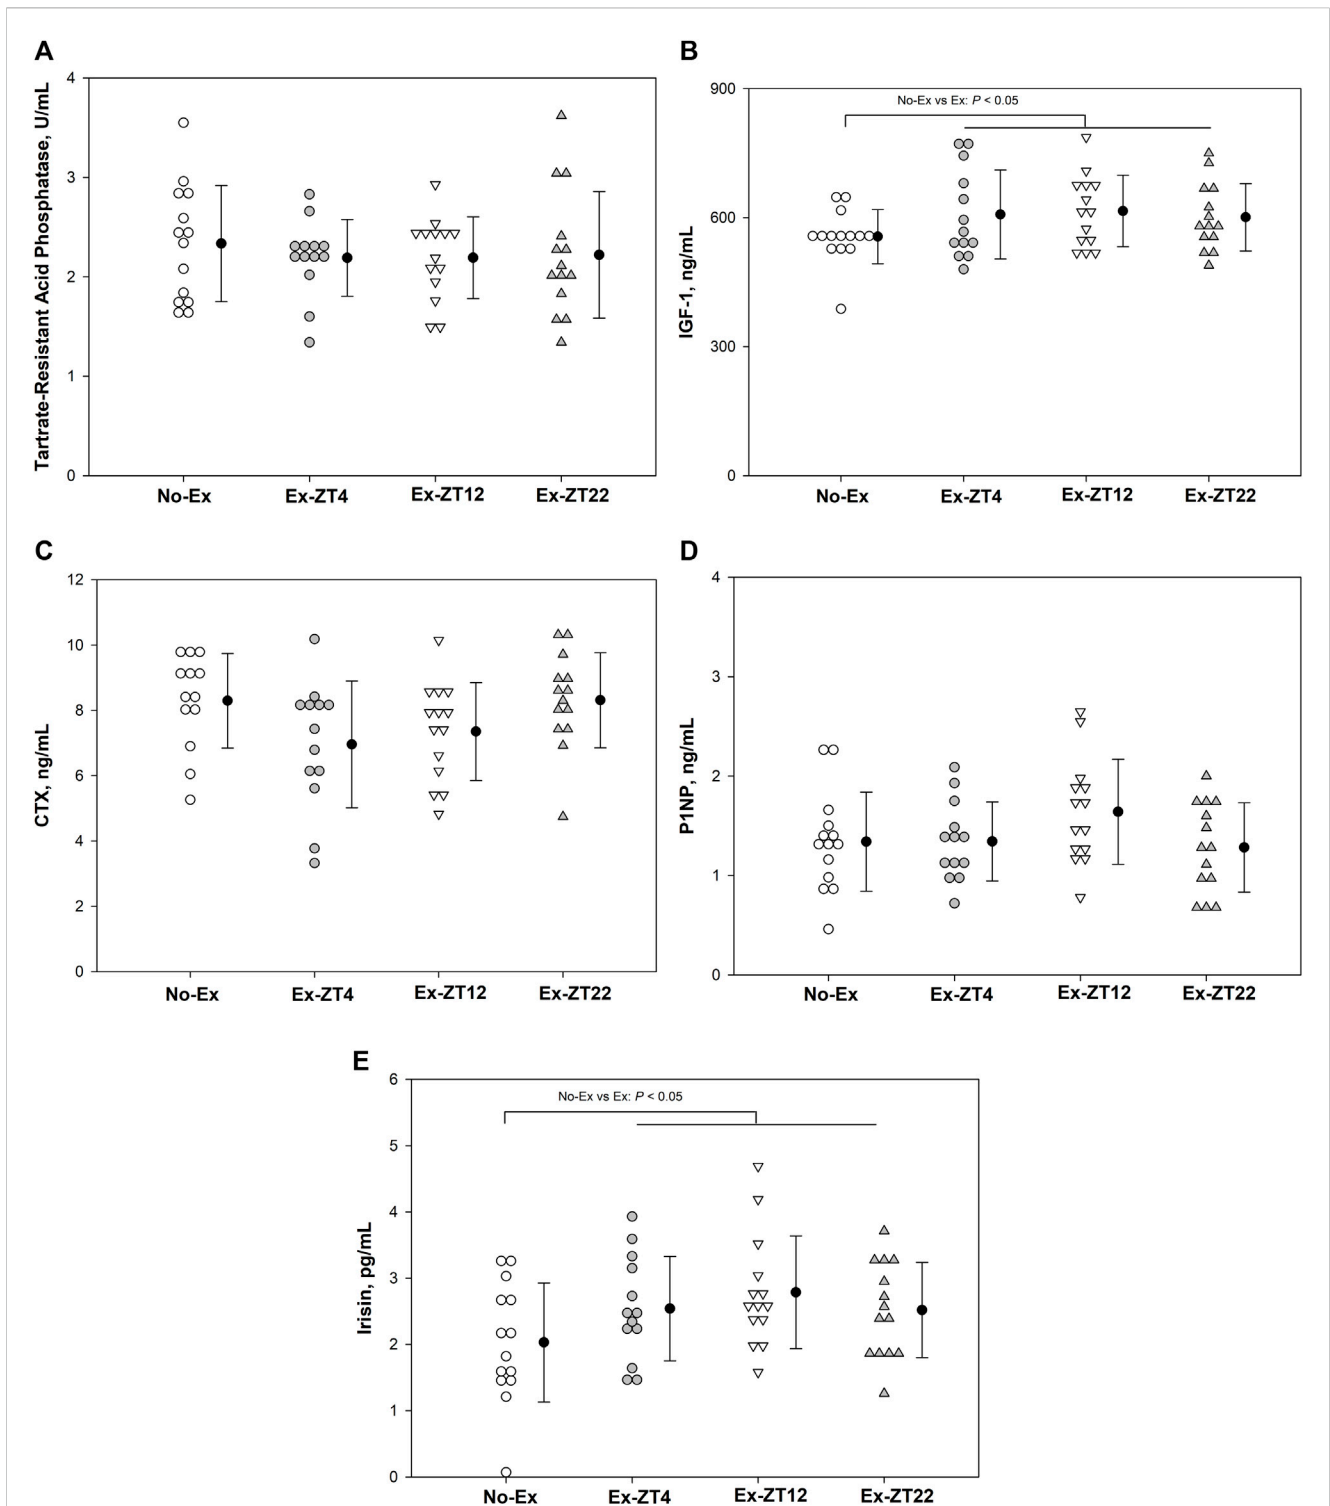 A
Tartrate-Resistant Acid Phosphatase, U/mL
4
3
2
1
0
No-Ex Ex-ZT4 Ex-ZT12 Ex-ZT22
B
IGF-1, ng/mL
900
600
300
0
No-Ex vs Ex: P < 0.05
No-Ex Ex-ZT4 Ex-ZT12 Ex-ZT22
C
CTX, ng/mL
12
10
8
6
4
2
0
No-Ex Ex-ZT4 Ex-ZT12 Ex-ZT22
D
P1NP, ng/mL
4
3
2
1
0
No-Ex Ex-ZT4 Ex-ZT12 Ex-ZT22
E
Irisin, pg/mL
6
5
4
3
2
1
0
No-Ex vs Ex: P < 0.05
No-Ex Ex-ZT4 Ex-ZT12 Ex-ZT22